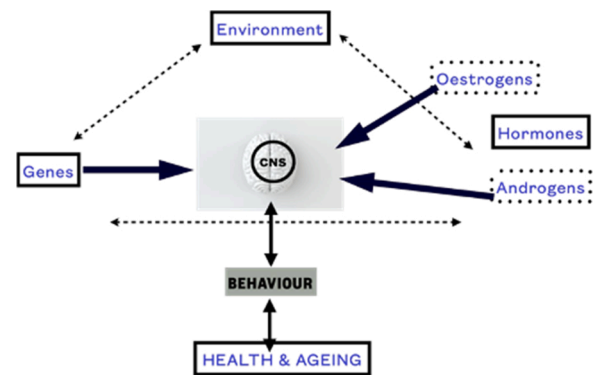 Environment
Oestrogens
Hormones
CNS
Genes
Androgens
BEHAVIOUR
HEALTH & AGEING